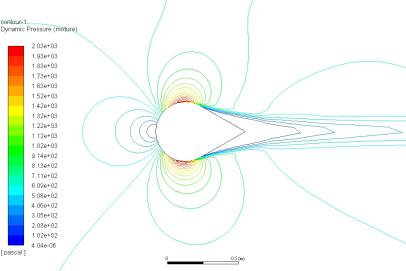 contour-1
Dynamic Pressure (mixture)
2.03e+03
1.93e+03
1.83e+03
1.73e+03
1.63e+03
1.52e+03
1.42e+03
1.32e+03
1.22e+03
1.12e+03
1.02e+03
9.14e+02
8.13e+02
7.11e+02
6.09e+02
5.08e+02
4.06e+02
3.05e+02
2.03e+02
1.02e+02
4.04e-06
[ pascal ]
0 0.5 (m)